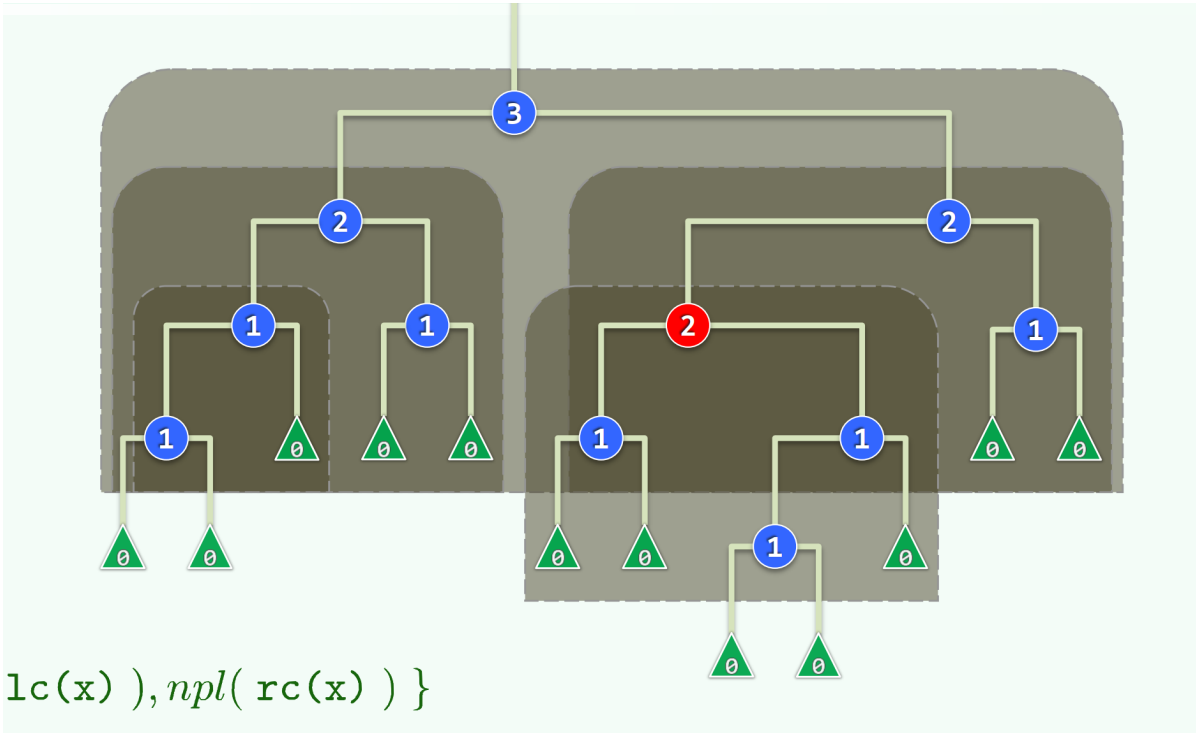 3
2 2
1 1 2 1
1 0 0 0 1 1 0 0
0 0 0 0 1 0
0 0
lc(x) ), npl( rc(x) ) }